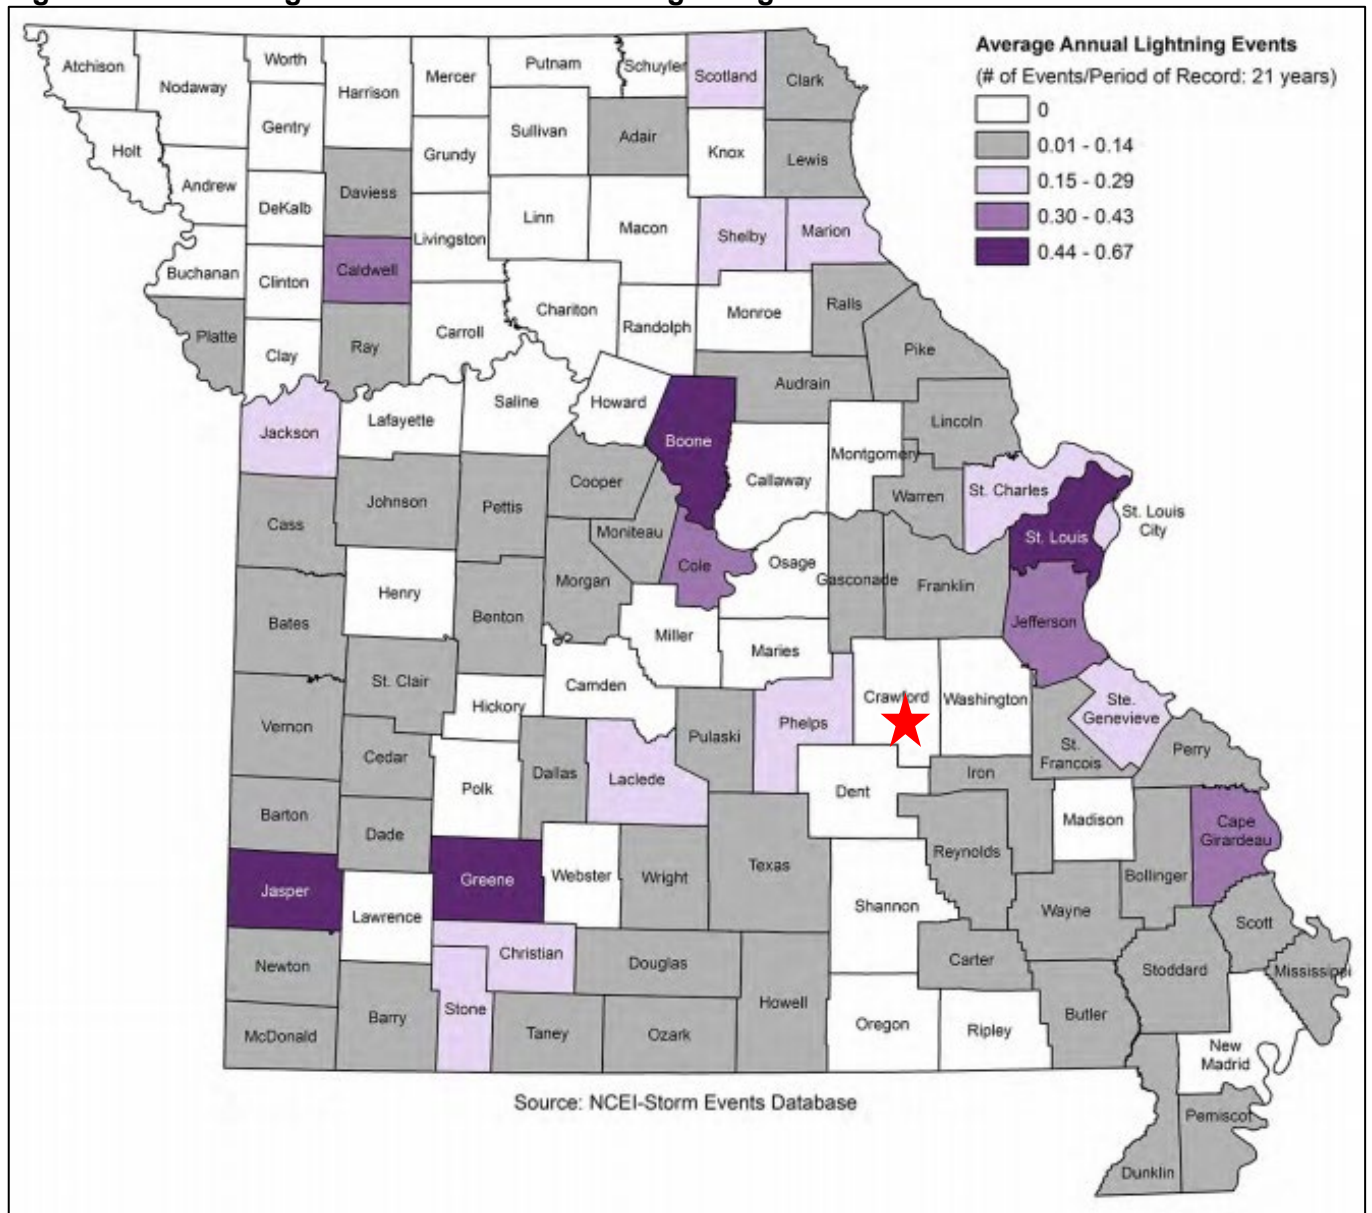 Average Annual Lightning Events
(# of Events/Period of Record: 21 years)
0
0.01 - 0.14
0.15 - 0.29
0.30 - 0.43
0.44 - 0.67
Atchison
Nodaway
Worth
Harrison
Mercer
Putnam
Schuyler
Scotland
Clark
Holt
Gentry
Grundy
Sullivan
Adair
Knox
Lewis
Andrew
DeKalb
Daviess
Livingston
Linn
Macon
Shelby
Marion
Buchanan
Clinton
Caldwell
Chariton
Randolph
Monroe
Ralls
Platte
Clay
Ray
Carroll
Pike
Audrain
Jackson
Lafayette
Saline
Howard
Boone
Callaway
Montgomery
Lincoln
Warren
St. Charles
St. Louis
City
St. Louis
Cass
Johnson
Pettis
Cooper
Moniteau
Cole
Osage
Gasconade
Franklin
Jefferson
Bates
Henry
Benton
Morgan
Miller
Maries
St. Clair
Hickory
Camden
Phelps
Crawford
Washington
Ste.
Genevieve
Vernon
Cedar
Polk
Dallas
Laclede
Pulaski
Dent
Iron
St.
Francois
Perry
Barton
Dade
Greene
Webster
Wright
Texas
Reynolds
Madison
Bollinger
Cape
Girardeau
Jasper
Lawrence
Christian
Shannon
Wayne
Scott
Newton
Barry
Stone
Douglas
Howell
Carter
Stoddard
Mississippi
McDonald
Taney
Ozark
Oregon
Ripley
Butler
New
Madrid
Pemiscot
Dunklin
Source: NCEI-Storm Events Database